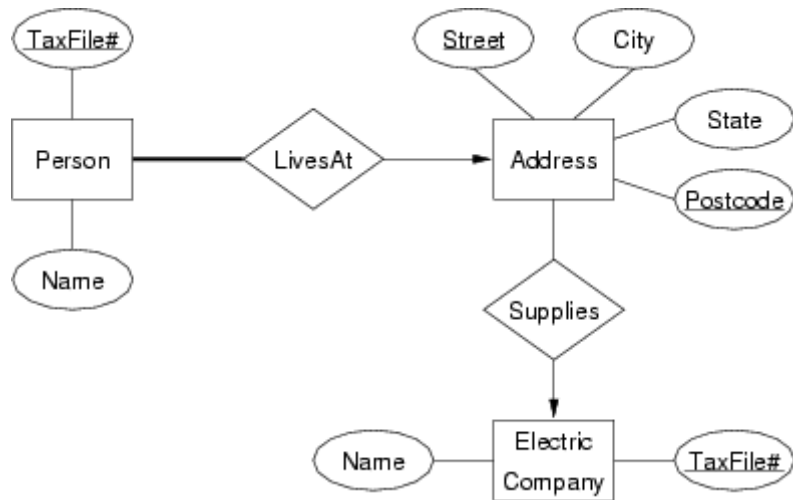 TaxFile#
Street
City
State
Person
LivesAt
Address
Postcode
Name
Supplies
Electric
Company
Name
TaxFile#